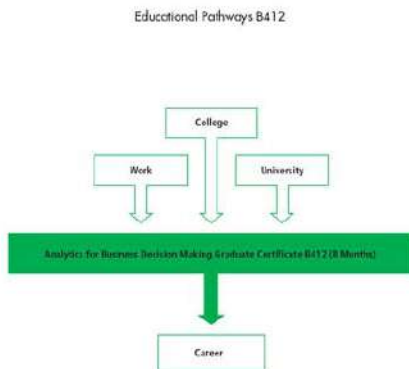 Educational Pathways B412
College
Work
University
Analytics for Business Decision Making Graduate Certificate B412 (8 Months)
Career